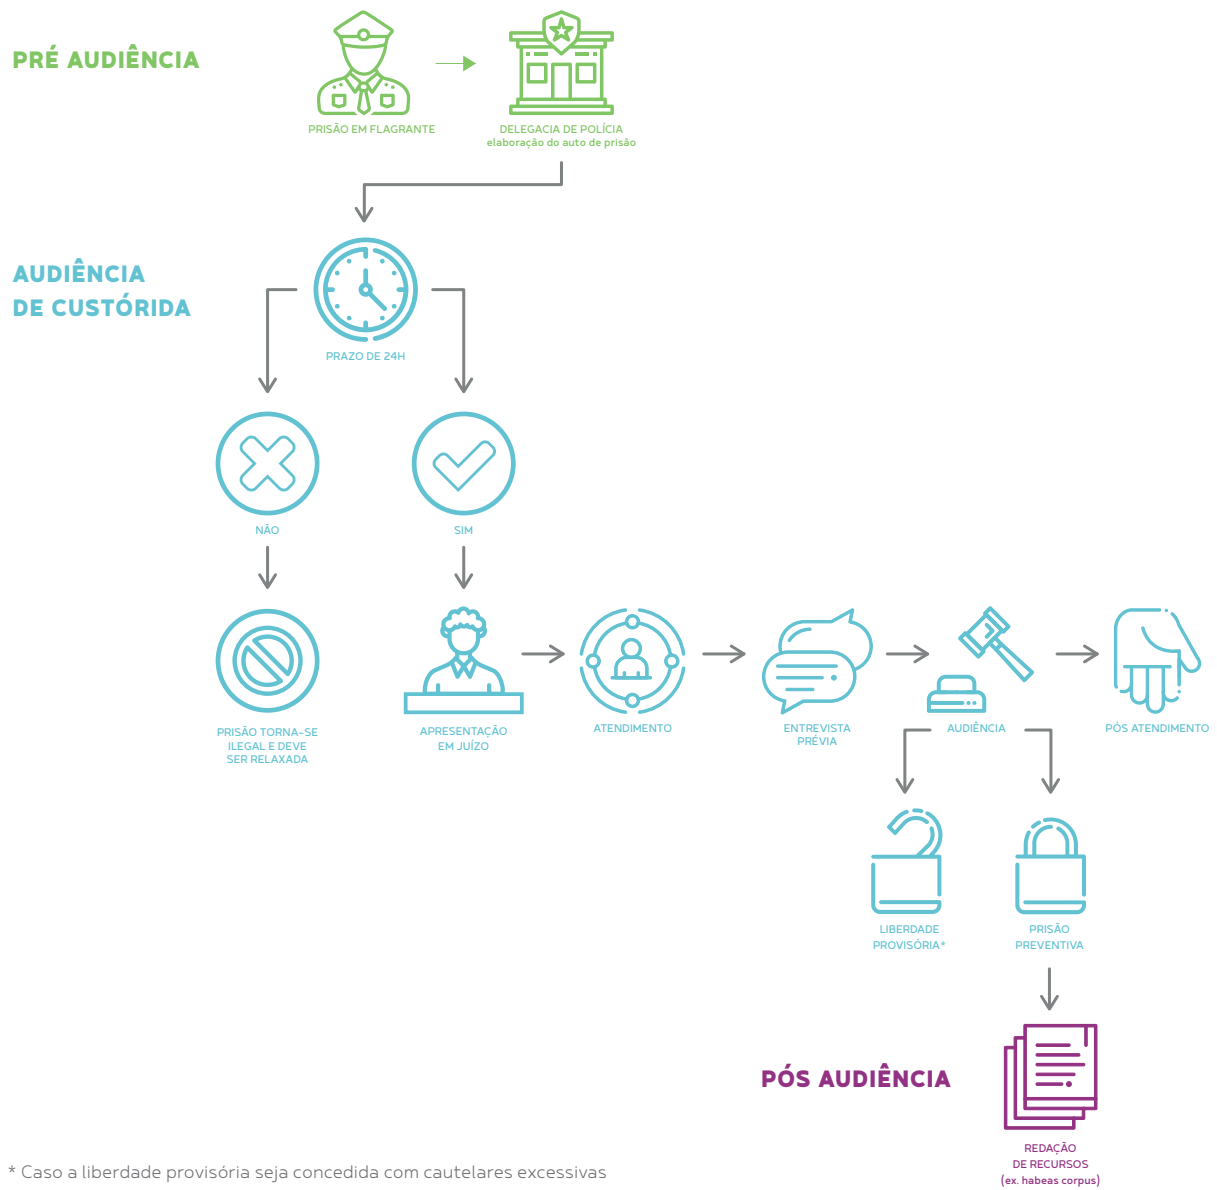 PRÉ AUDIÊNCIA
PRISÃO EM FLAGRANTE
DELEGACIA DE POLÍCIA
elaboração do auto de prisão
AUDIÊNCIA
DE CUSTÓRIDA
PRAZO DE 24H
NÃO
SIM
PRISÃO TORNA-SE
ILEGAL E DEVE
SER RELAXADA
APRESENTAÇÃO
EM JUÍZO
ATENDIMENTO
ENTREVISTA
PRÉVIA
AUDIÊNCIA
PÓS ATENDIMENTO
LIBERDADE
PROVISÓRIA*
PRISÃO
PREVENTIVA
PÓS AUDIÊNCIA
REDAÇÃO
DE RECURSOS
(ex. habeas corpus)
* Caso a liberdade provisória seja concedida com cautelares excessivas